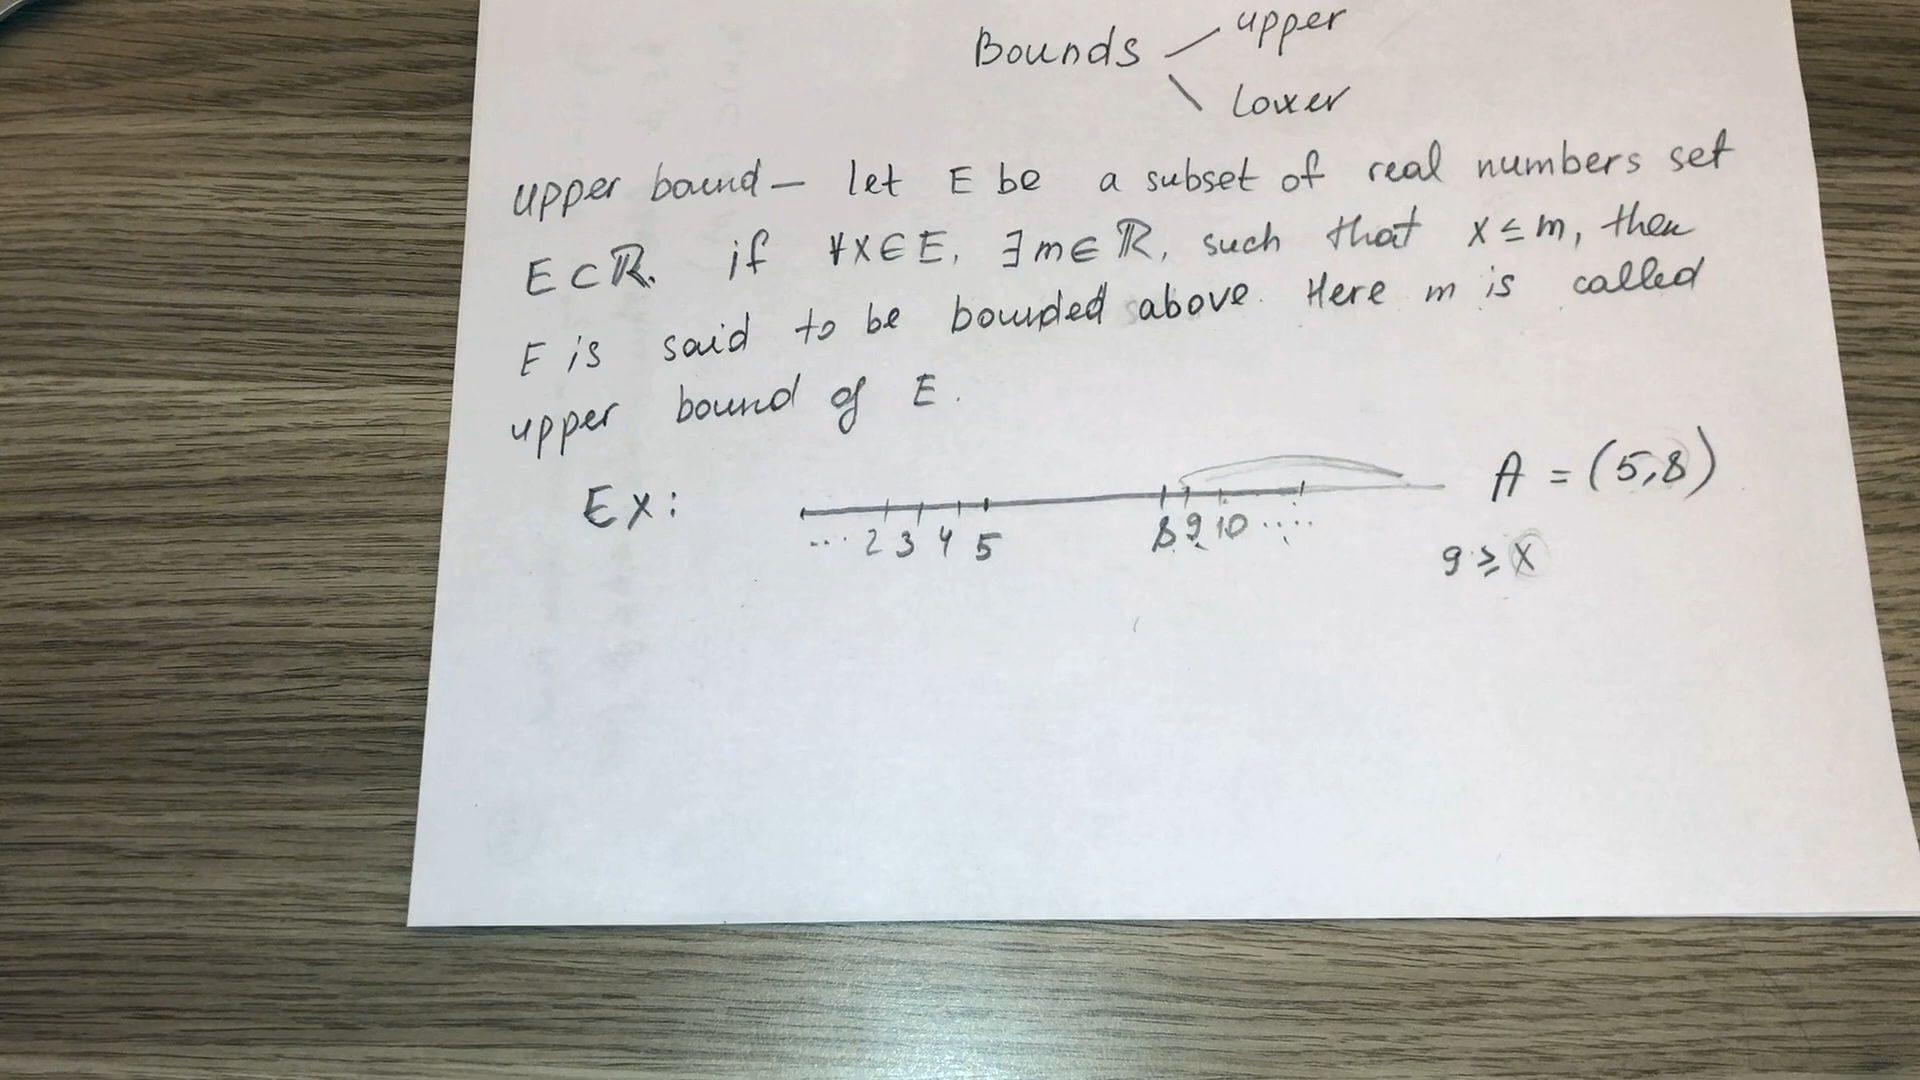 Bounds upper
lower
upper bound — let E be a subset of real numbers set
E ⊂ ℝ. if ∀x∈E, ∃m∈ℝ, such that x ≤ m, then
E is said to be bounded above. Here m is called
upper bound of E.
Ex: A = (5,8)
... 2 3 4 5 8 9 10 ....
9 ≥ x